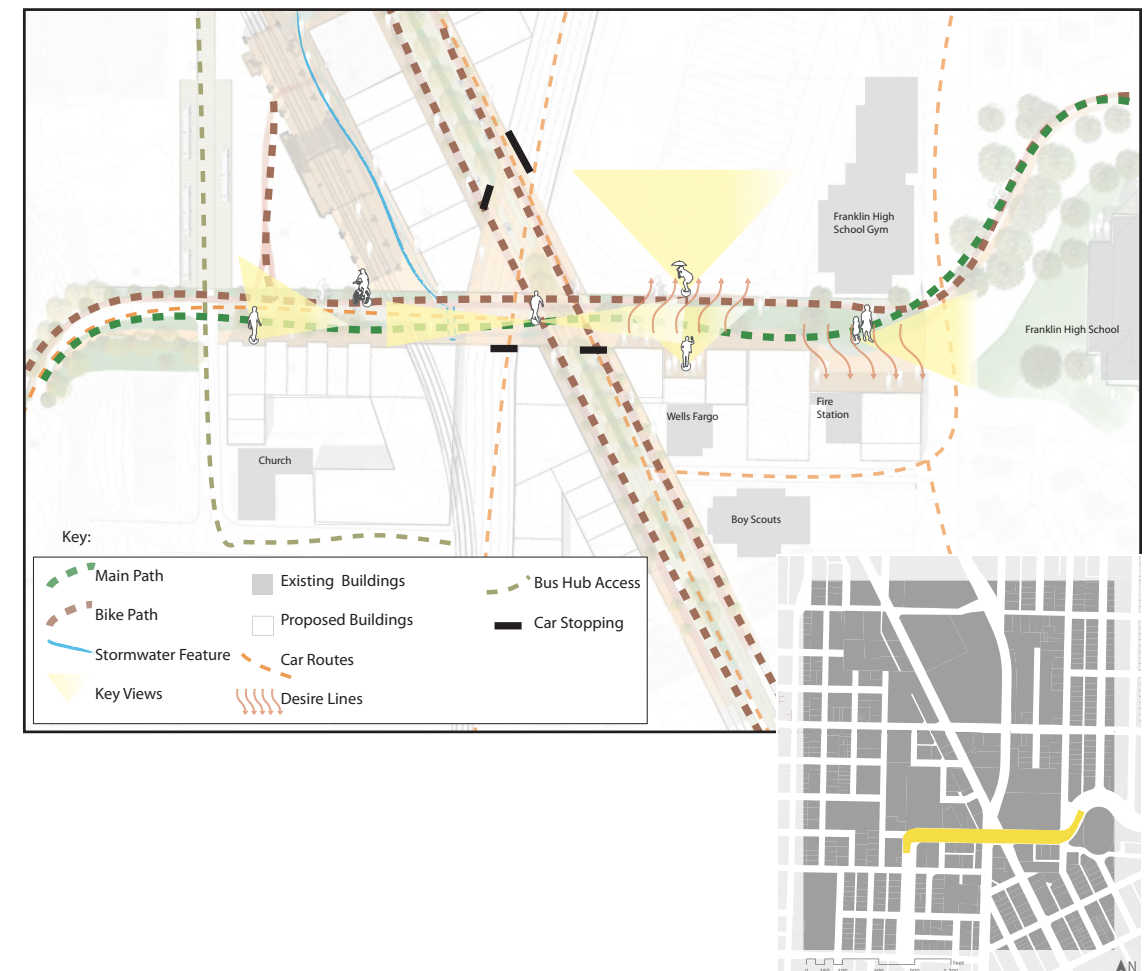 Franklin High
School Gym
Franklin High School
Fire
Station
Wells Fargo
Church
Boy Scouts
Key:
Main Path
Existing Buildings
Bus Hub Access
Bike Path
Proposed Buildings
Car Stopping
Stormwater Feature
Car Routes
Key Views
Desire Lines
Feet
N